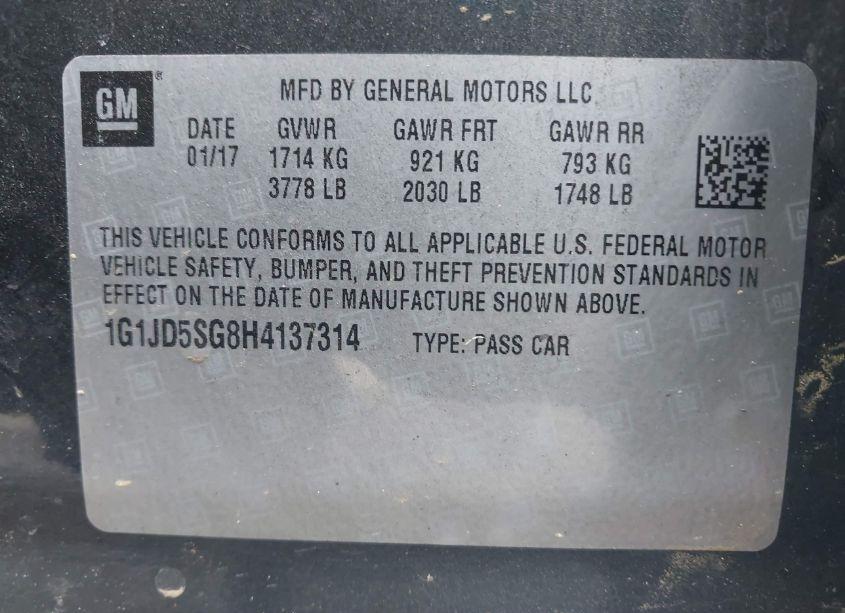 GM ®
MFD BY GENERAL MOTORS LLC
DATE GVWR GAWR FRT GAWR RR
01/17 1714 KG 921 KG 793 KG
3778 LB 2030 LB 1748 LB
THIS VEHICLE CONFORMS TO ALL APPLICABLE U.S. FEDERAL MOTOR
VEHICLE SAFETY, BUMPER, AND THEFT PREVENTION STANDARDS IN
EFFECT ON THE DATE OF MANUFACTURE SHOWN ABOVE.
1G1JD5SG8H4137314 TYPE: PASS CAR